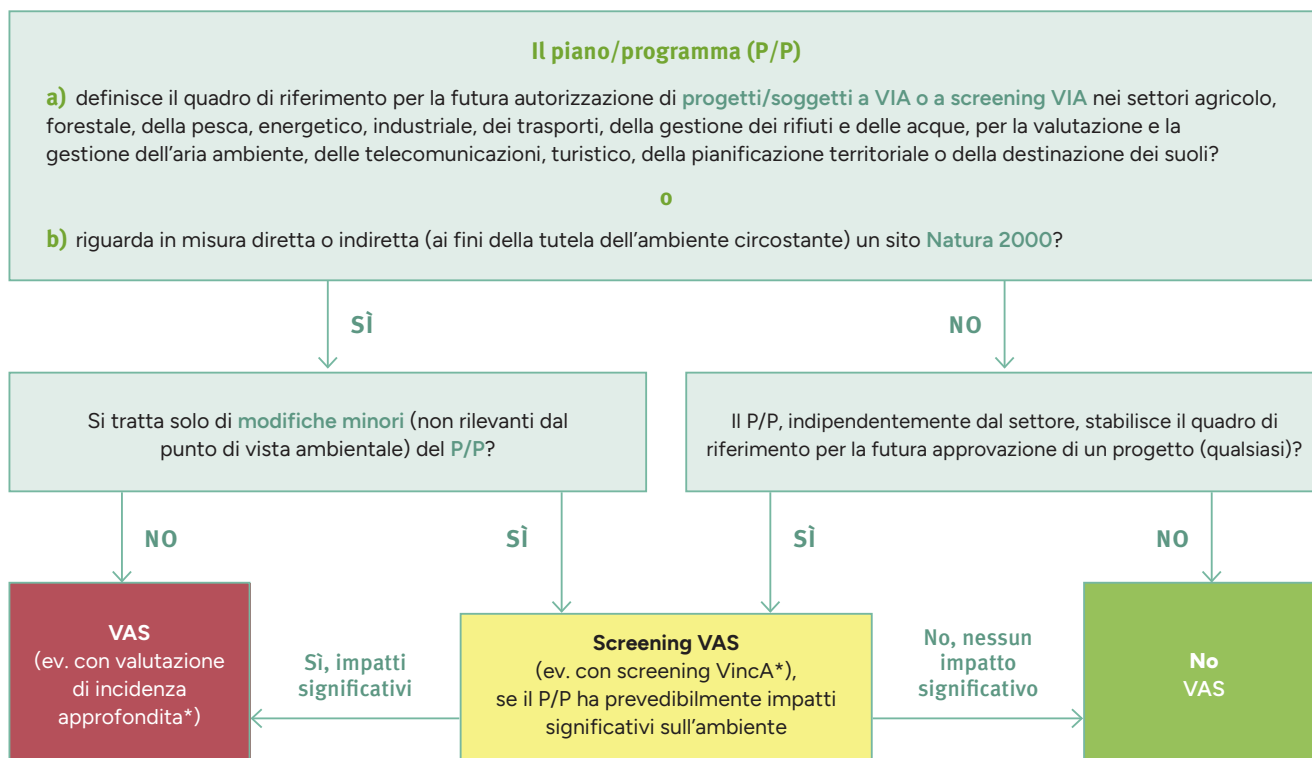 Il piano/programma (P/P)
a) definisce il quadro di riferimento per la futura autorizzazione di progetti/soggetti a VIA o a screening VIA nei settori agricolo,
forestale, della pesca, energetico, industriale, dei trasporti, della gestione dei rifiuti e delle acque, per la valutazione e la
gestione dell'aria ambiente, delle telecomunicazioni, turistico, della pianificazione territoriale o della destinazione dei suoli?
o
b) riguarda in misura diretta o indiretta (ai fini della tutela dell'ambiente circostante) un sito Natura 2000?
SÌ
NO
Si tratta solo di modifiche minori (non rilevanti dal
punto di vista ambientale) del P/P?
Il P/P, indipendentemente dal settore, stabilisce il quadro di
riferimento per la futura approvazione di un progetto (qualsiasi)?
NO
SÌ
SÌ
NO
VAS
(ev. con valutazione
di incidenza
approfondita*)
Sì, impatti
significativi
Screening VAS
(ev. con screening VincA*),
se il P/P ha prevedibilmente impatti
significativi sull'ambiente
No, nessun
impatto
significativo
No
VAS